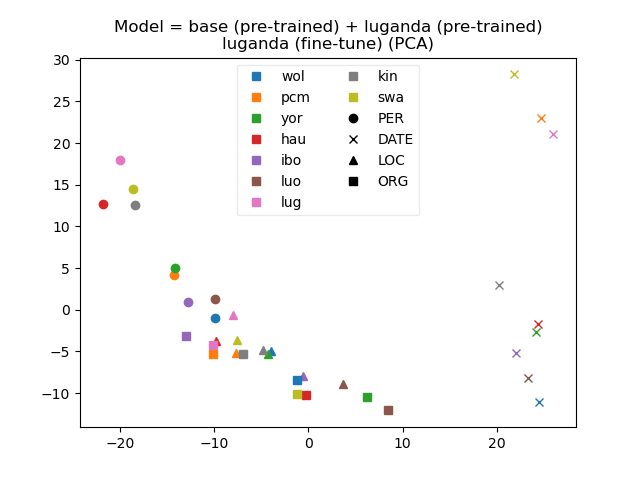 Model = base (pre-trained) + luganda (pre-trained)
luganda (fine-tune) (PCA)
30
25
20
15
10
5
0
−5
−10
−20
−10
0
10
20
wol
pcm
yor
hau
ibo
luo
lug
kin
swa
PER
DATE
LOC
ORG